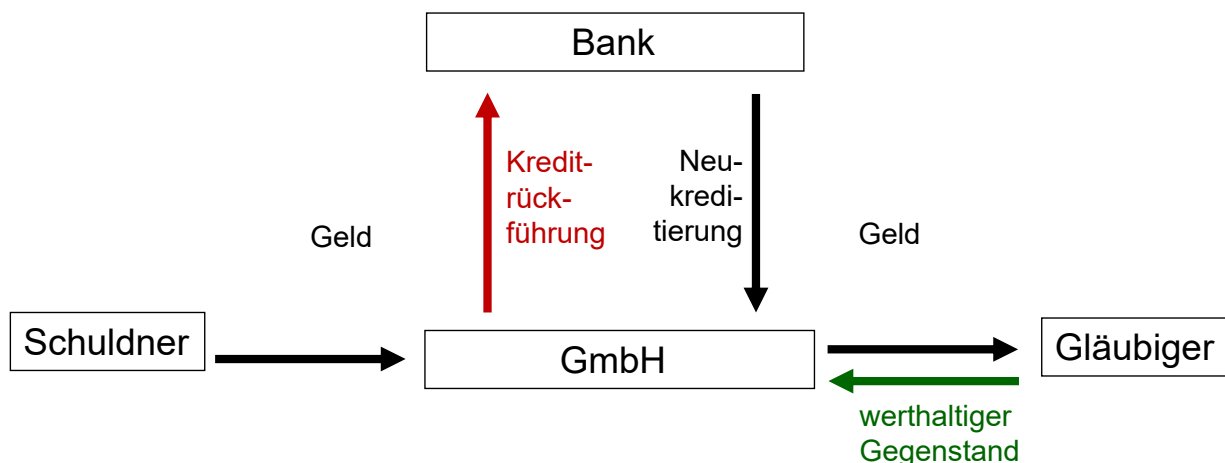 Bank
Kredit-
rück-
führung
Neu-
kredi-
tierung
Geld
Geld
Schuldner
GmbH
Gläubiger
werthaltiger
Gegenstand